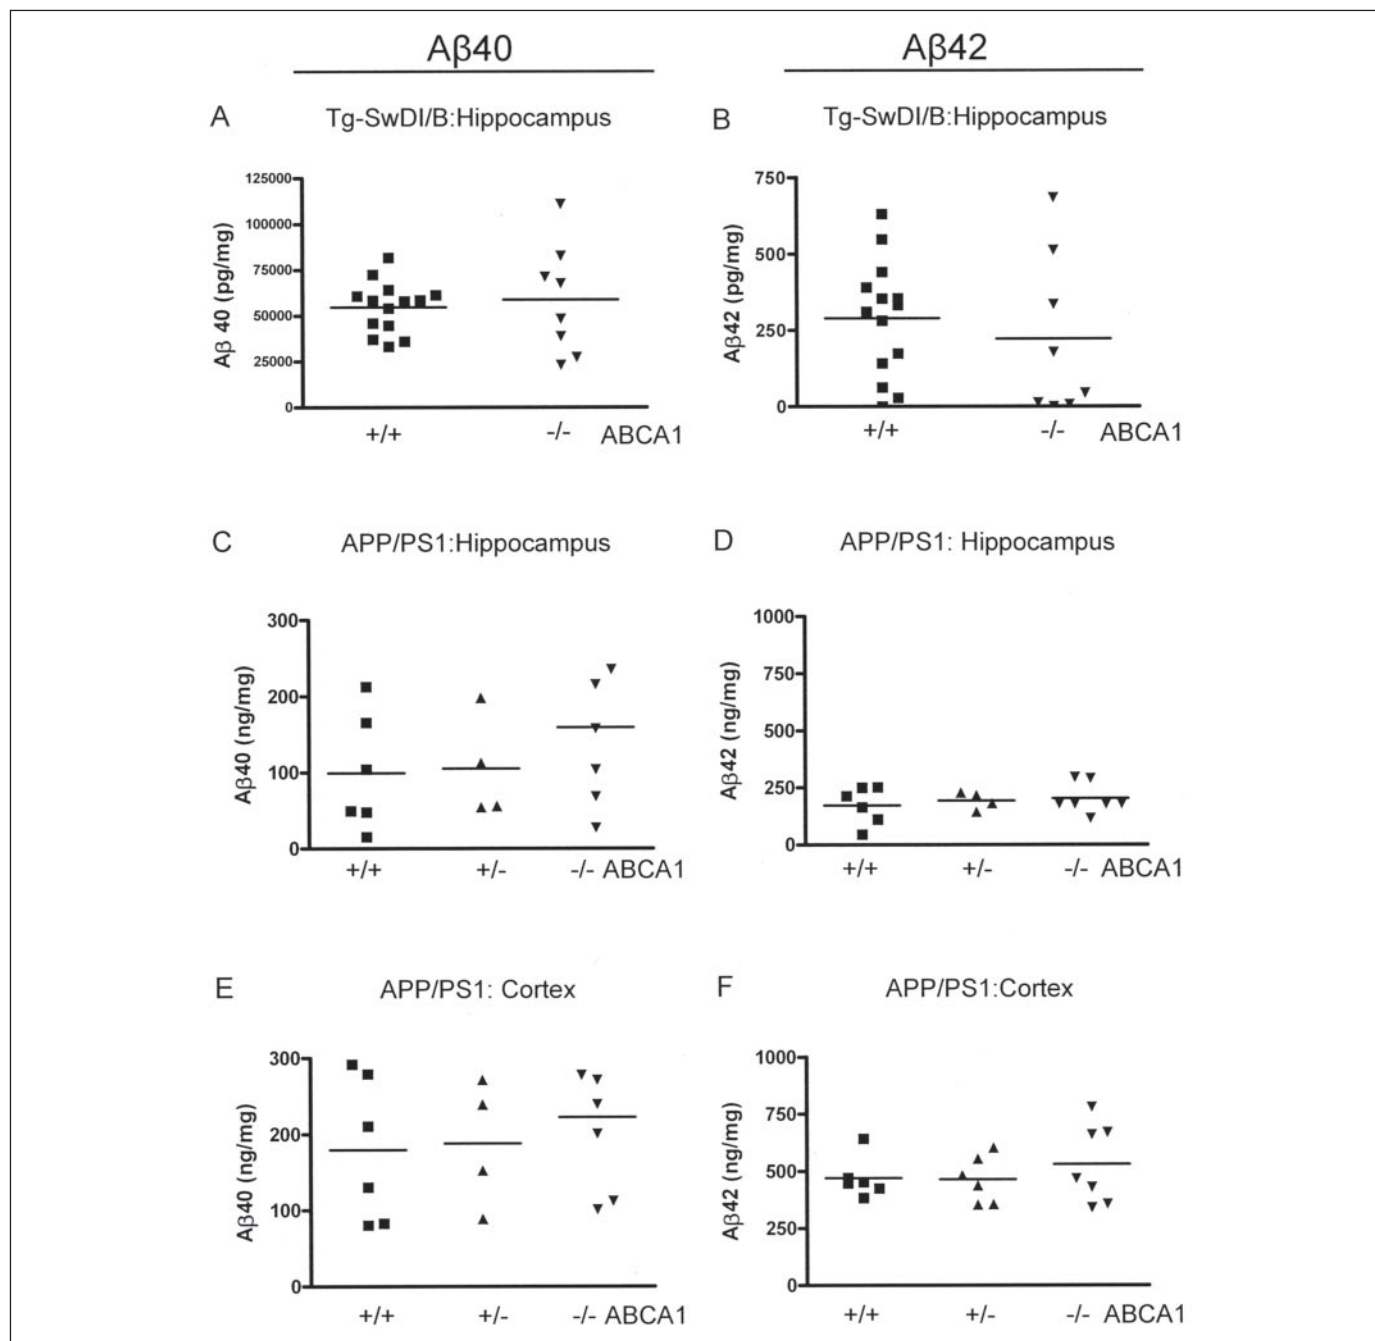 Aβ40
Aβ42
A
Tg-SwDI/B:Hippocampus
Aβ 40 (pg/mg)
125000
100000
75000
50000
25000
0
+/+
-/-
ABCA1
B
Tg-SwDI/B:Hippocampus
Aβ42 (pg/mg)
750
500
250
0
+/+
-/-
ABCA1
C
APP/PS1:Hippocampus
Aβ40 (ng/mg)
300
200
100
0
+/+
+/-
-/- ABCA1
D
APP/PS1: Hippocampus
Aβ42 (ng/mg)
1000
750
500
250
0
+/+
+/-
-/- ABCA1
E
APP/PS1: Cortex
Aβ40 (ng/mg)
300
200
100
0
+/+
+/-
-/- ABCA1
F
APP/PS1:Cortex
Aβ42 (ng/mg)
1000
750
500
250
0
+/+
+/-
-/- ABCA1